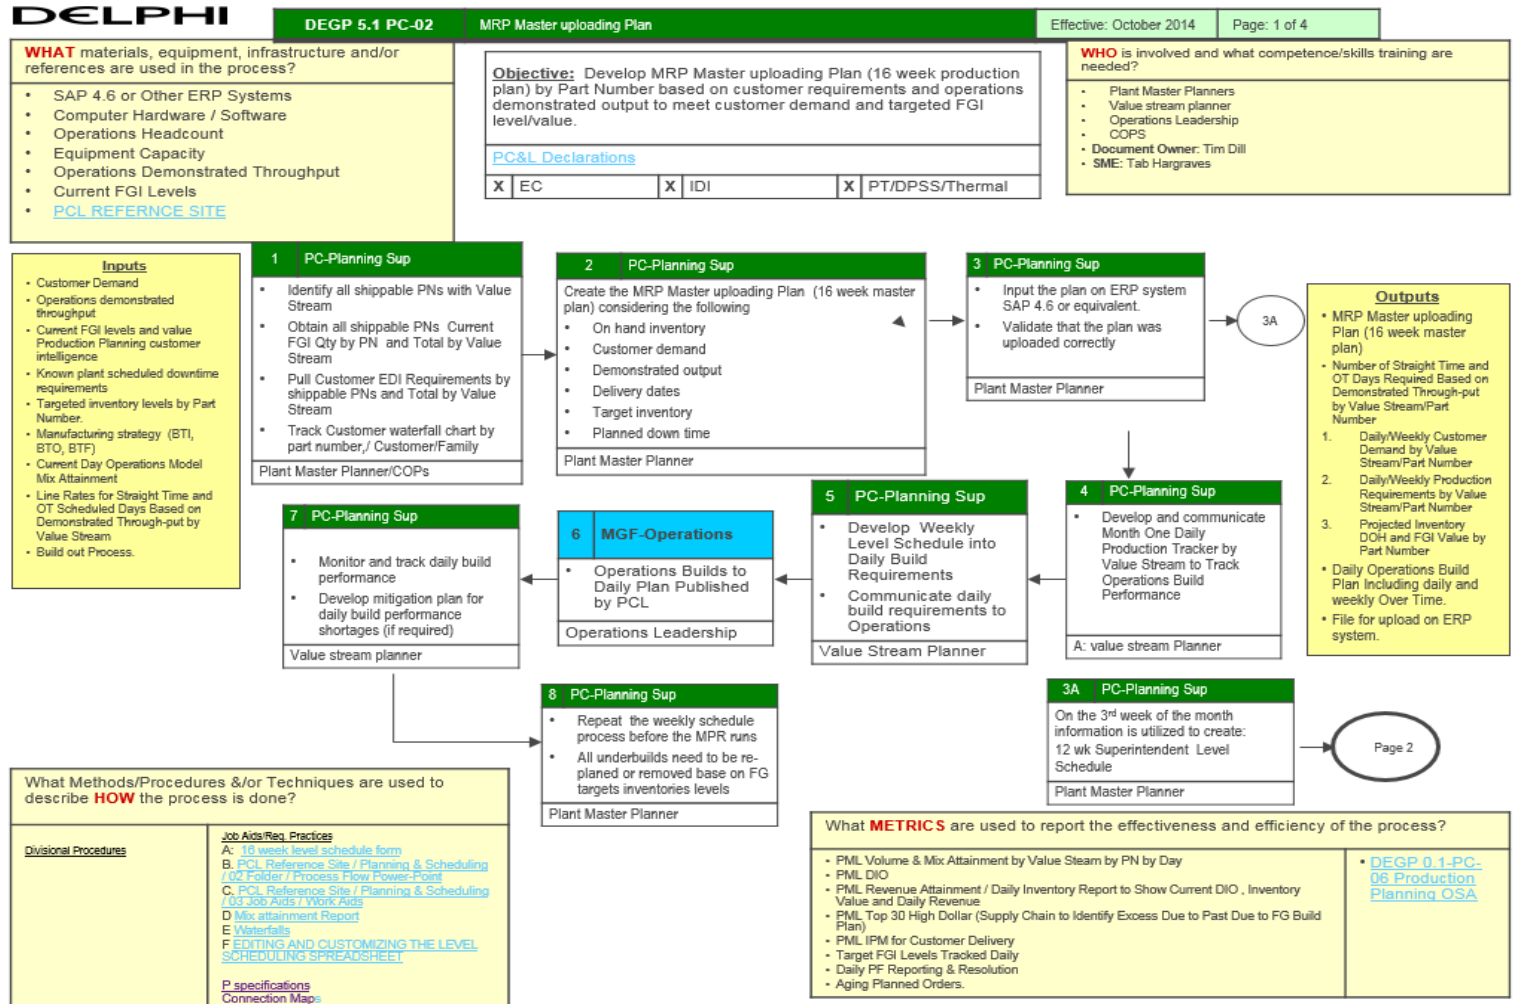 DELPHI
DEGP 5.1 PC-02
MRP Master uploading Plan
Effective: October 2014
Page: 1 of 4
WHAT materials, equipment, infrastructure and/or
references are used in the process?
• SAP 4.6 or Other ERP Systems
• Computer Hardware / Software
• Operations Headcount
• Equipment Capacity
• Operations Demonstrated Throughput
• Current FGI Levels
• PCL REFERNCE SITE
Objective: Develop MRP Master uploading Plan (16 week production
plan) by Part Number based on customer requirements and operations
demonstrated output to meet customer demand and targeted FGI
level/value.
PC&L Declarations
X EC X IDI X PT/DPSS/Thermal
WHO is involved and what competence/skills training are
needed?
• Plant Master Planners
• Value stream planner
• Operations Leadership
• COPS
• Document Owner: Tim Dill
• SME: Tab Hargraves
Inputs
• Customer Demand
• Operations demonstrated
throughput
• Current FGI levels and value
Production Planning customer
intelligence
• Known plant scheduled downtime
requirements
• Targeted inventory levels by Part
Number.
• Manufacturing strategy (BTI,
BTO, BTF)
• Current Day Operations Model
Mix Attainment
• Line Rates for Straight Time and
OT Scheduled Days Based on
Demonstrated Through-put by
Value Stream
• Build out Process.
1 PC-Planning Sup
• Identify all shippable PNs with Value
Stream
• Obtain all shippable PNs Current
FGI Qty by PN and Total by Value
Stream
• Pull Customer EDI Requirements by
shippable PNs and Total by Value
Stream
• Track Customer waterfall chart by
part number,/ Customer/Family
Plant Master Planner/COPs
2 PC-Planning Sup
Create the MRP Master uploading Plan (16 week master
plan) considering the following
• On hand inventory
• Customer demand
• Demonstrated output
• Delivery dates
• Target inventory
• Planned down time
Plant Master Planner
3 PC-Planning Sup
• Input the plan on ERP system
SAP 4.6 or equivalent.
• Validate that the plan was
uploaded correctly
Plant Master Planner
3A
Outputs
• MRP Master uploading
Plan (16 week master
plan)
• Number of Straight Time and
OT Days Required Based on
Demonstrated Through-put
by Value Stream/Part
Number
1. Daily/Weekly Customer
Demand by Value
Stream/Part Number
2. Daily/Weekly Production
Requirements by Value
Stream/Part Number
3. Projected Inventory
DOH and FGI Value by
Part Number
• Daily Operations Build
Plan Including daily and
weekly Over Time.
• File for upload on ERP
system.
4 PC-Planning Sup
• Develop and communicate
Month One Daily
Production Tracker by
Value Stream to Track
Operations Build
Performance
A: value stream Planner
5 PC-Planning Sup
• Develop Weekly
Level Schedule into
Daily Build
Requirements
• Communicate daily
build requirements to
Operations
Value Stream Planner
6 MGF-Operations
• Operations Builds to
Daily Plan Published
by PCL
Operations Leadership
7 PC-Planning Sup
• Monitor and track daily build
performance
• Develop mitigation plan for
daily build performance
shortages (if required)
Value stream planner
8 PC-Planning Sup
• Repeat the weekly schedule
process before the MPR runs
• All underbuilds need to be re-
planed or removed base on FG
targets inventories levels
Plant Master Planner
3A PC-Planning Sup
On the 3rd week of the month
information is utilized to create:
12 wk Superintendent Level
Schedule
Plant Master Planner
Page 2
What Methods/Procedures &/or Techniques are used to
describe HOW the process is done?
Divisional Procedures
Job Aids/Req. Practices
A: 16 week level schedule form
B. PCL Reference Site / Planning & Scheduling
/ 02 Folder / Process Flow Power-Point
C. PCL Reference Site / Planning & Scheduling
/ 03 Job Aids / Work Aids
D Mix attainment Report
E Waterfalls
F EDITING AND CUSTOMIZING THE LEVEL
SCHEDULING SPREADSHEET
P specifications
Connection Maps
What METRICS are used to report the effectiveness and efficiency of the process?
• PML Volume & Mix Attainment by Value Steam by PN by Day
• PML DIO
• PML Revenue Attainment / Daily Inventory Report to Show Current DIO , Inventory
Value and Daily Revenue
• PML Top 30 High Dollar (Supply Chain to Identify Excess Due to Past Due to FG Build
Plan)
• PML IPM for Customer Delivery
• Target FGI Levels Tracked Daily
• Daily PF Reporting & Resolution
• Aging Planned Orders.
• DEGP 0.1-PC-
06 Production
Planning OSA